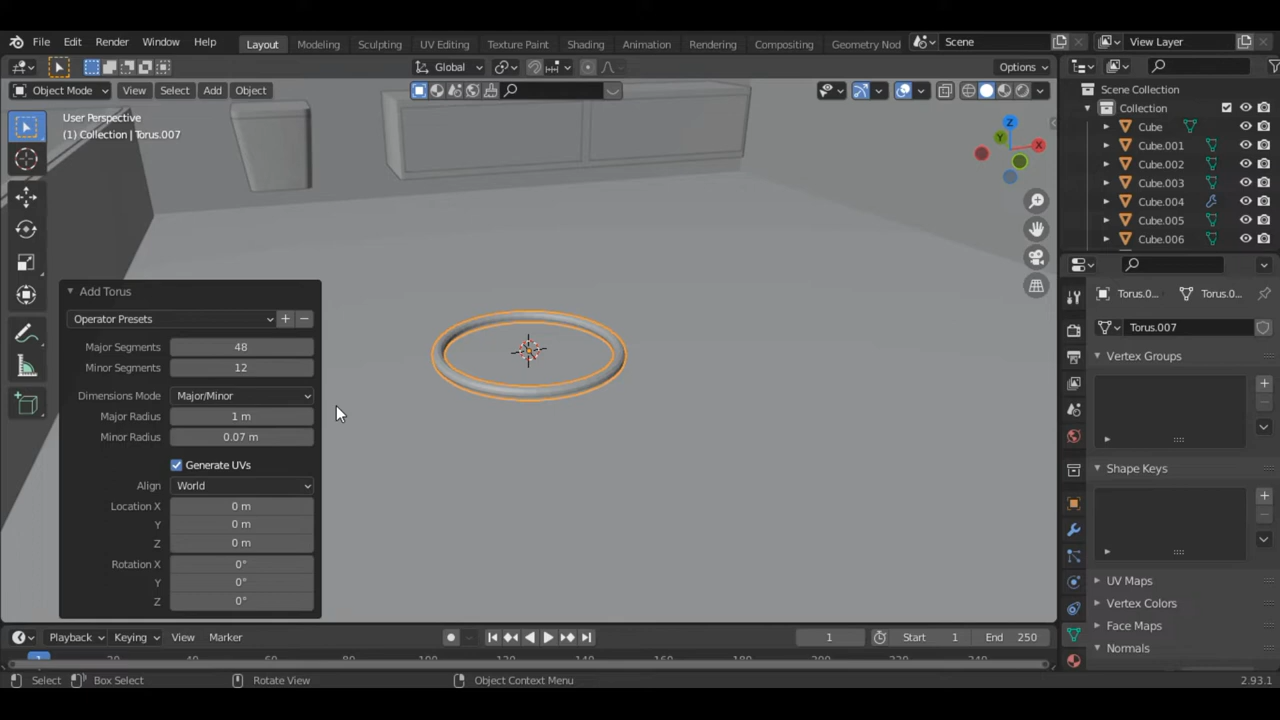 File Edit Render Window Help Layout Modeling Sculpting UV Editing Texture Paint Shading Animation Rendering Compositing Geometry Nod Scene View Layer
Global Options
Object Mode View Select Add Object
User Perspective
(1) Collection | Torus.007
Z
Y
X
Scene Collection
Collection
Cube
Cube.001
Cube.002
Cube.003
Cube.004
Cube.005
Cube.006
Add Torus
Operator Presets
Major Segments 48
Minor Segments 12
Dimensions Mode Major/Minor
Major Radius 1 m
Minor Radius 0.07 m
Generate UVs
Align World
Location X 0 m
Y 0 m
Z 0 m
Rotation X 0°
Y 0°
Z 0°
Torus.0... Torus.0...
Torus.007
Vertex Groups
Shape Keys
UV Maps
Vertex Colors
Face Maps
Normals
Playback Keying View Marker 1 Start 1 End 250
1
Select Box Select Rotate View Object Context Menu 2.93.1